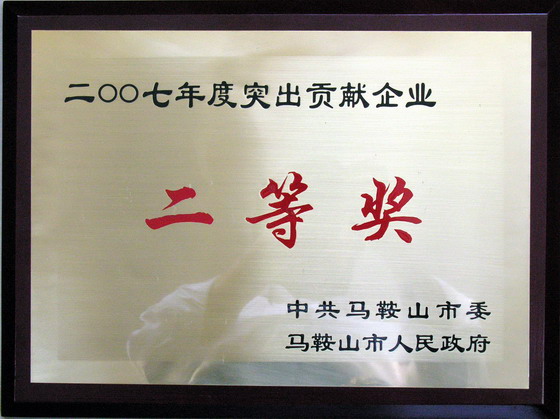 二〇〇七年度突出贡献企业
二等奖
中共马鞍山市委
马鞍山市人民政府